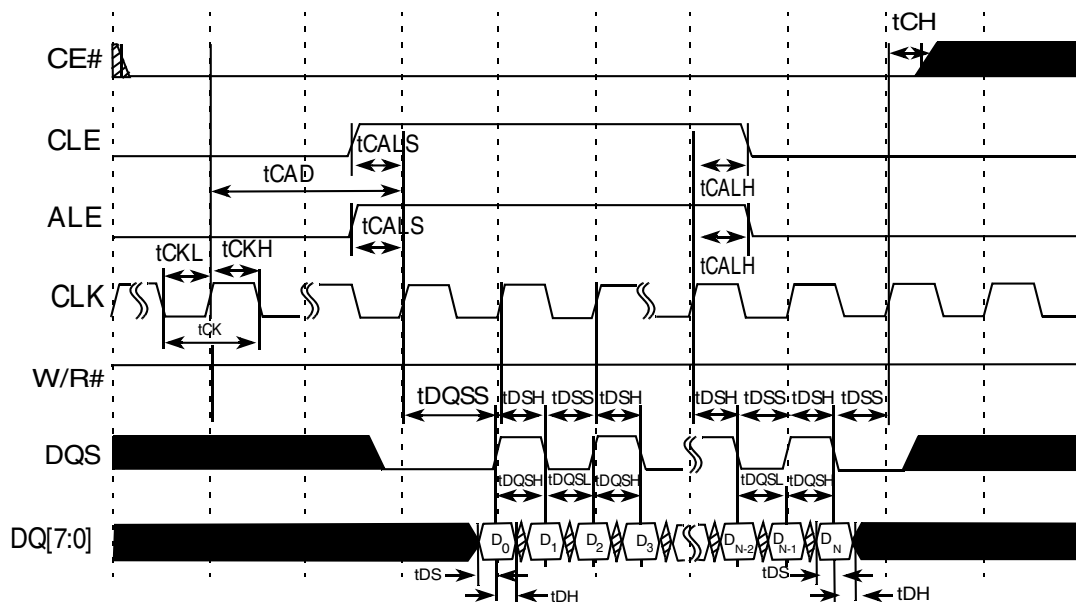 tCH
CE#
CLE
tCALS tCALH
tCAD
ALE
tCALS tCALH
tCKL tCKH
CLK
tCK
W/R#
tDQSS tDSH tDSS tDSH tDSH tDSS tDSH tDSS
DQS
tDQSH tDQSL tDQSH tDQSL tDQSH
DQ[7:0] D0 D1 D2 D3 DN-2 DN-1 DN
tDS tDS
tDH tDH